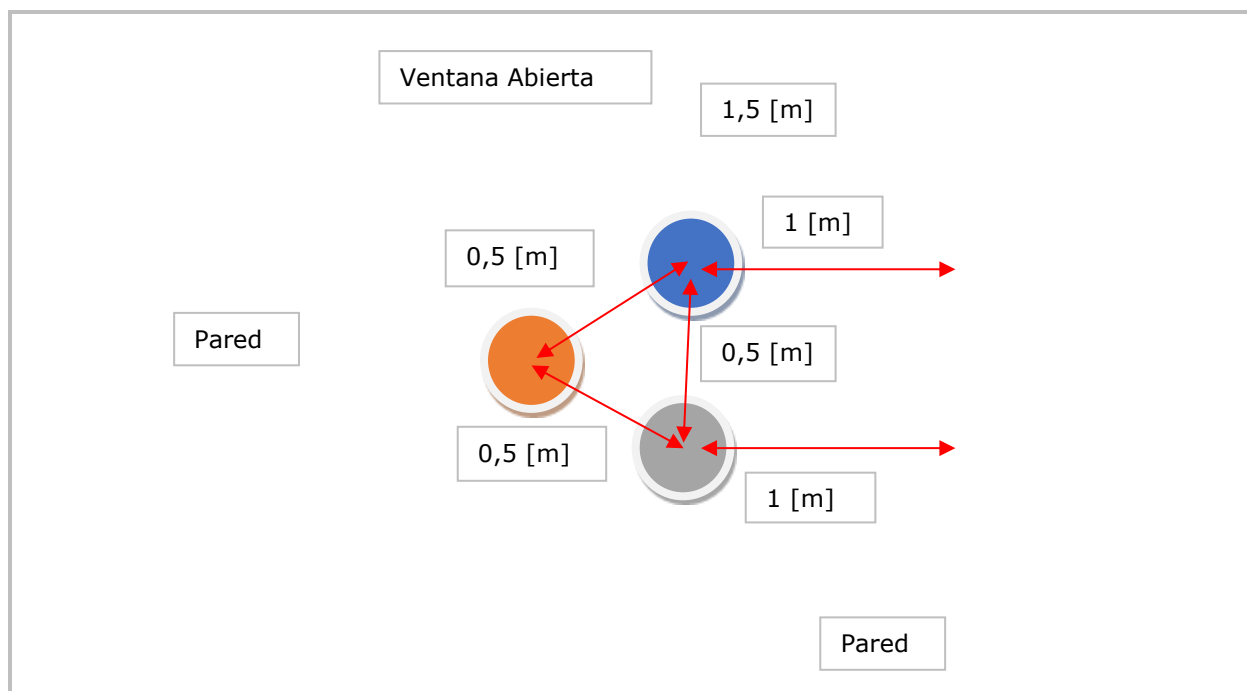 Ventana Abierta
1,5 [m]
1 [m]
0,5 [m]
Pared
0,5 [m]
0,5 [m]
1 [m]
Pared